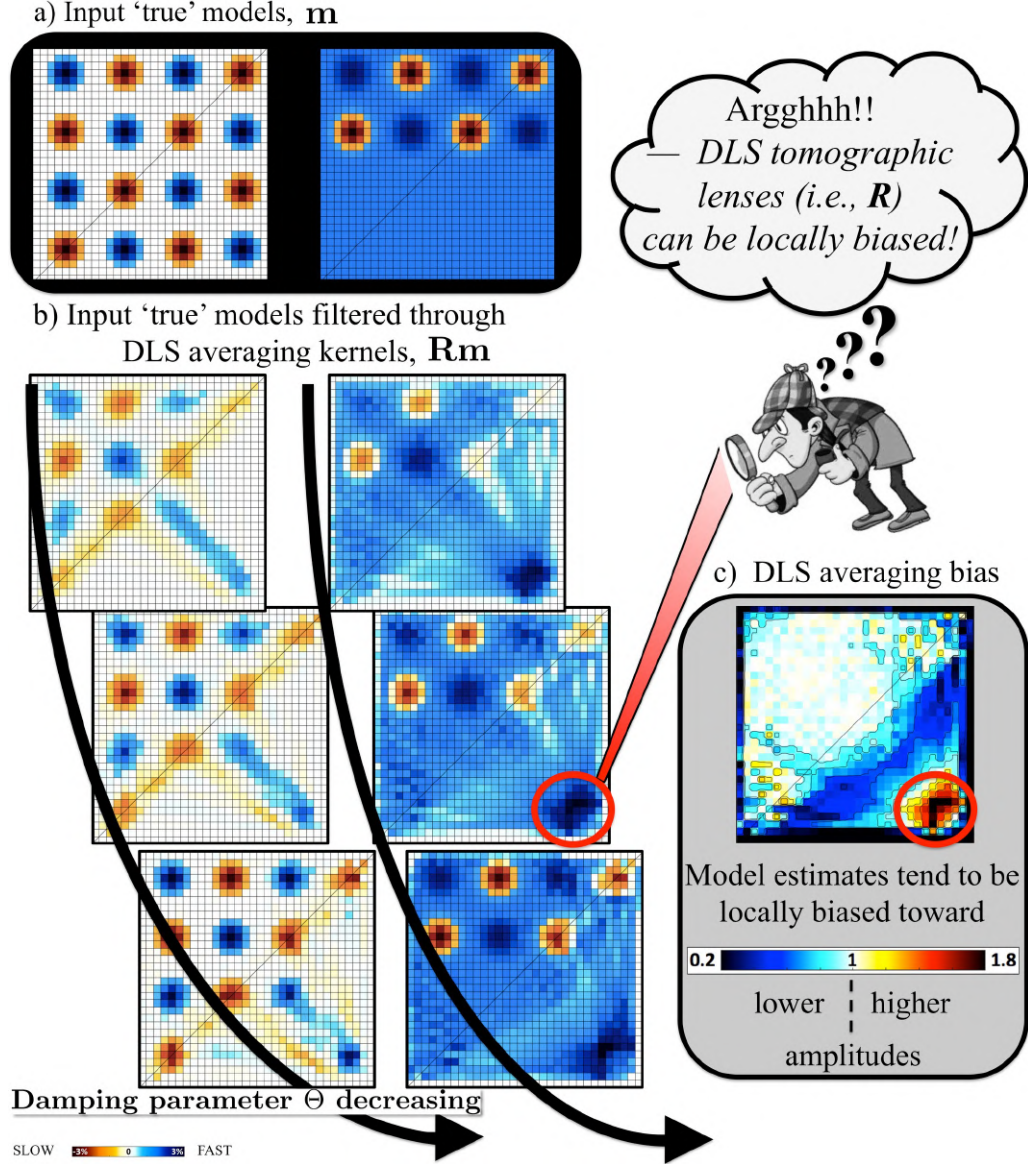 a) Input ‘true’ models, m
Argghhh!!
— DLS tomographic
lenses (i.e., R)
can be locally biased!
b) Input ‘true’ models filtered through
DLS averaging kernels, Rm
? ? ?
c) DLS averaging bias
Model estimates tend to be
locally biased toward
0.2 1 1.8
lower higher
amplitudes
Damping parameter Θ decreasing
SLOW -3% 0 3% FAST